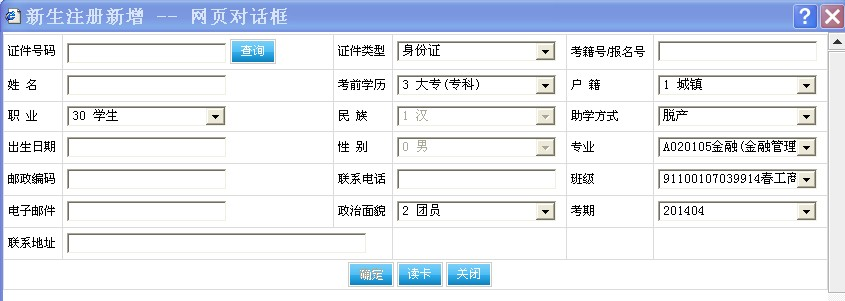 新生注册新增 -- 网页对话框
证件号码 查询 证件类型 身份证 考籍号/报名号
姓 名 考前学历 3 大专(专科) 户 籍 1 城镇
职 业 30 学生 民 族 1 汉 助学方式 脱产
出生日期 性 别 0 男 专业 A020105金融(金融管理
邮政编码 联系电话 班级 91100107039914春工商
电子邮件 政治面貌 2 团员 考期 201404
联系地址
确定 读卡 关闭